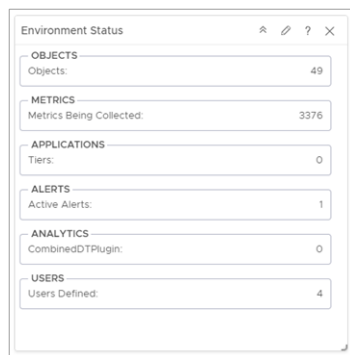 Environment Status
OBJECTS
Objects: 49
METRICS
Metrics Being Collected: 3376
APPLICATIONS
Tiers: 0
ALERTS
Active Alerts: 1
ANALYTICS
CombinedDTPlugin: 0
USERS
Users Defined: 4